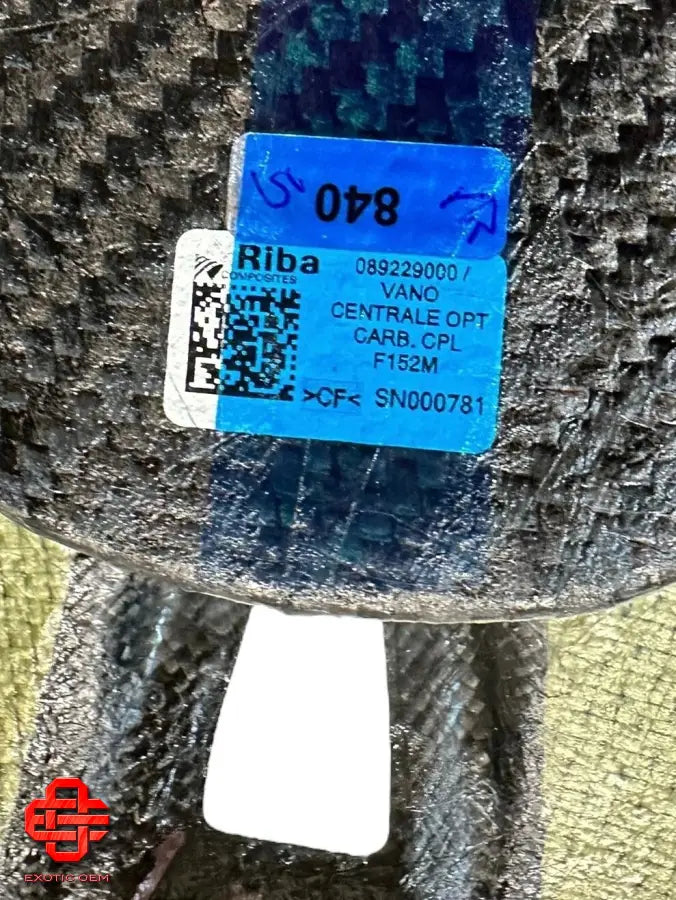 840
Riba
COMPOSITES
089229000 /
VANO
CENTRALE OPT
CARB. CPL
F152M
>CF< SN000781
EXOTIC OEM